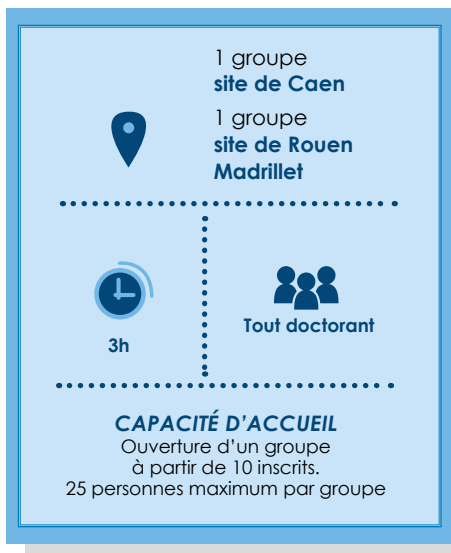 1 groupe
site de Caen
1 groupe
site de Rouen
Madrillet
3h
Tout doctorant
CAPACITÉ D’ACCUEIL
Ouverture d’un groupe
à partir de 10 inscrits.
25 personnes maximum par groupe